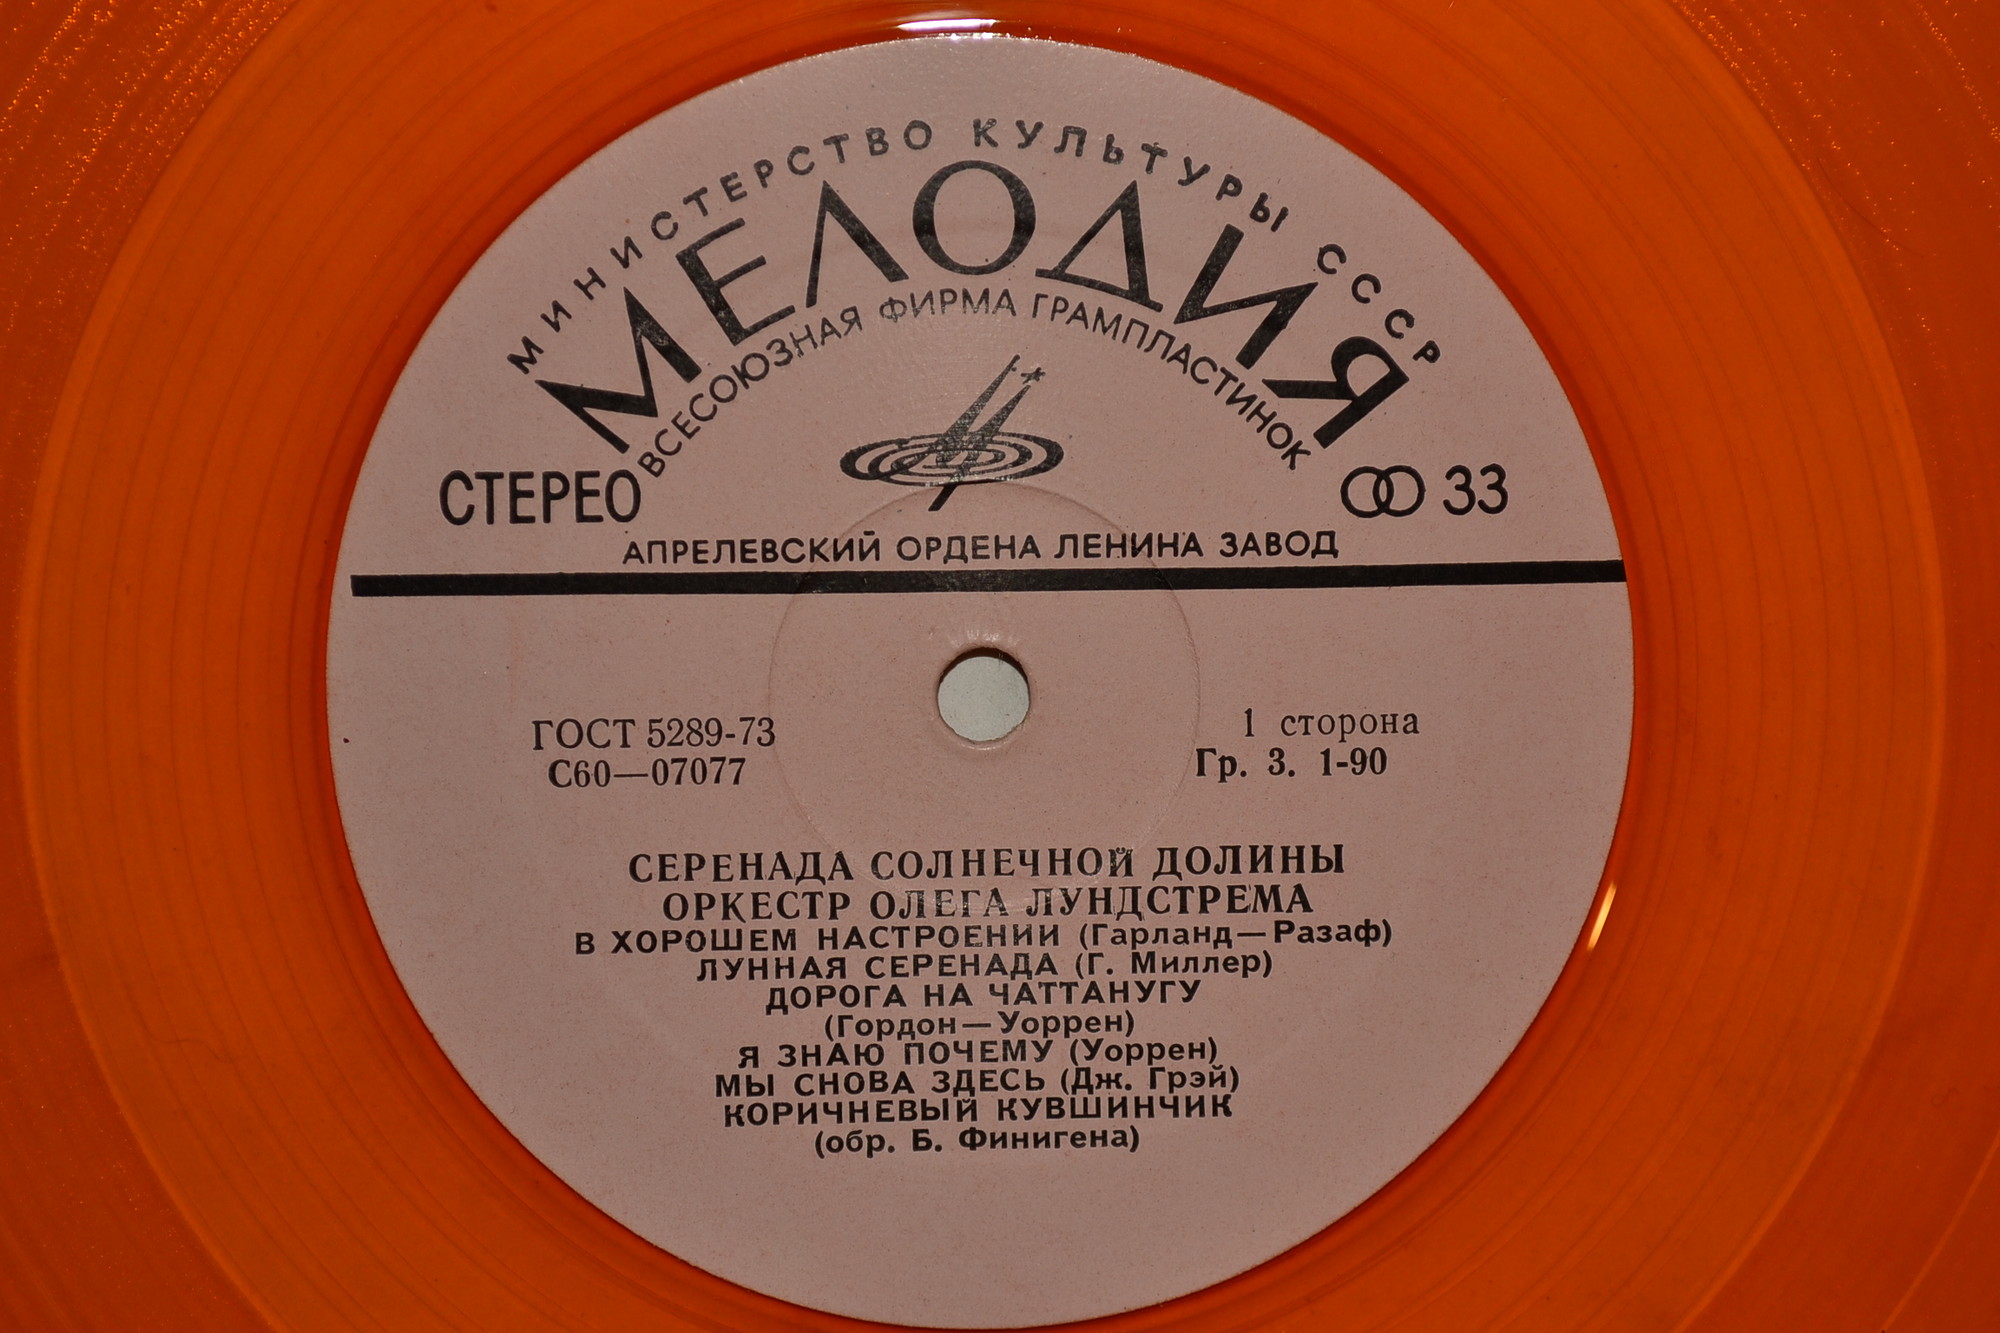 МИНИСТЕРСТВО КУЛЬТУРЫ СССР
МЕЛОДИЯ
ВСЕСОЮЗНАЯ ФИРМА ГРАМПЛАСТИНОК
СТЕРЕО
33
АПРЕЛЕВСКИЙ ОРДЕНА ЛЕНИНА ЗАВОД
ГОСТ 5289-73
1 сторона
С60—07077
Гр. 3. 1-90
СЕРЕНАДА СОЛНЕЧНОЙ ДОЛИНЫ
ОРКЕСТР ОЛЕГА ЛУНДСТРЕМА
В ХОРОШЕМ НАСТРОЕНИИ (Гарланд—Разаф)
ЛУННАЯ СЕРЕНАДА (Г. Миллер)
ДОРОГА НА ЧАТТАНУГУ
(Гордон—Уоррен)
Я ЗНАЮ ПОЧЕМУ (Уоррен)
МЫ СНОВА ЗДЕСЬ (Дж. Грэй)
КОРИЧНЕВЫЙ КУВШИНЧИК
(обр. Б. Финигена)